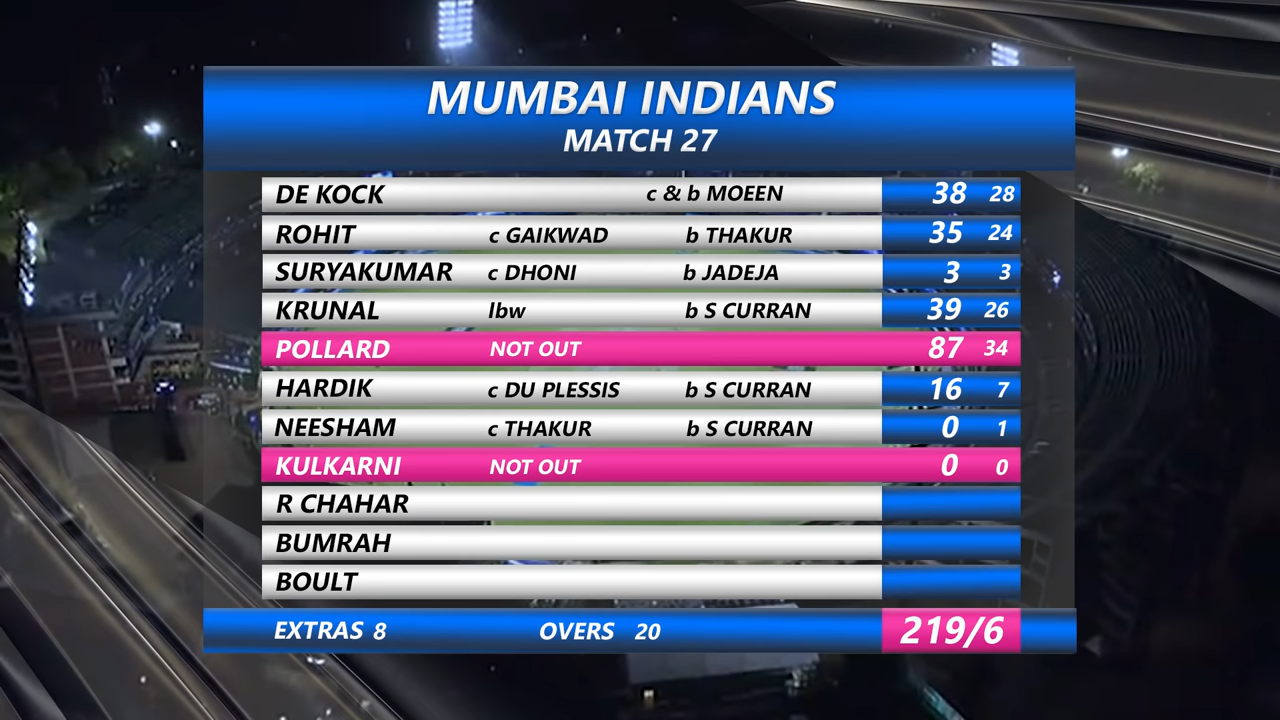 MUMBAI INDIANS
MATCH 27
DE KOCK c & b MOEEN 38 28
ROHIT c GAIKWAD b THAKUR 35 24
SURYAKUMAR c DHONI b JADEJA 3 3
KRUNAL lbw b S CURRAN 39 26
POLLARD NOT OUT 87 34
HARDIK c DU PLESSIS b S CURRAN 16 7
NEESHAM c THAKUR b S CURRAN 0 1
KULKARNI NOT OUT 0 0
R CHAHAR
BUMRAH
BOULT
EXTRAS 8 OVERS 20 219/6